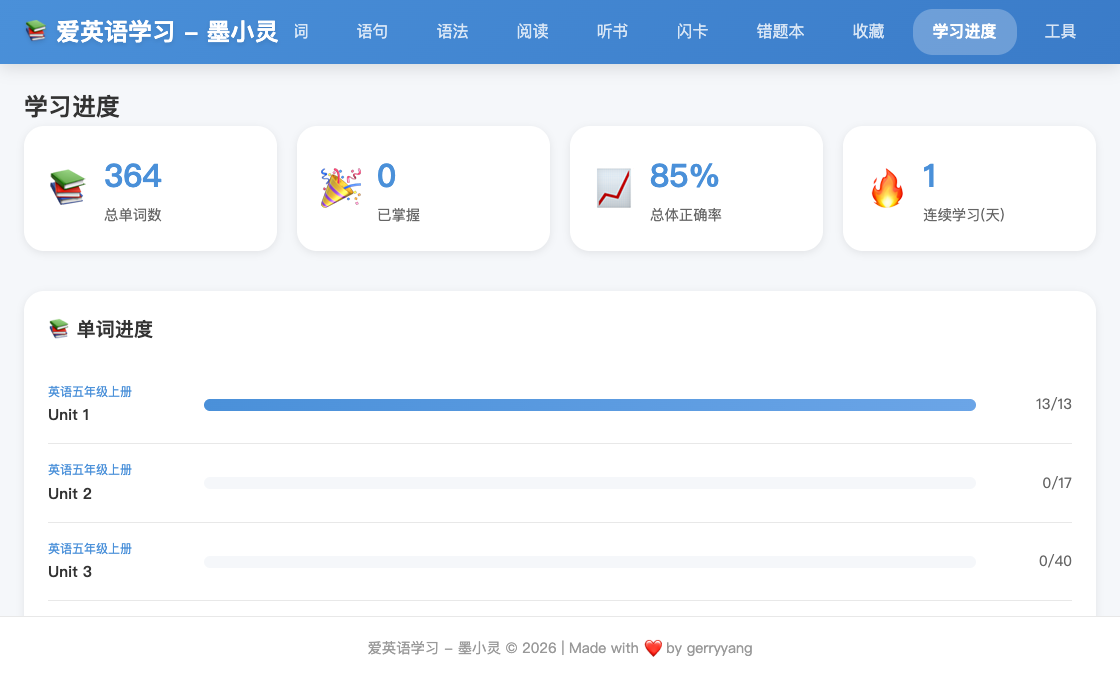 爱英语学习 – 墨小灵 词 语句 语法 阅读 听书 闪卡 错题本 收藏 学习进度 工具
学习进度
364
总单词数
0
已掌握
85%
总体正确率
1
连续学习(天)
单词进度
英语五年级上册
Unit 1
13/13
英语五年级上册
Unit 2
0/17
英语五年级上册
Unit 3
0/40
爱英语学习 – 墨小灵 © 2026 | Made with ❤️ by gerryyang